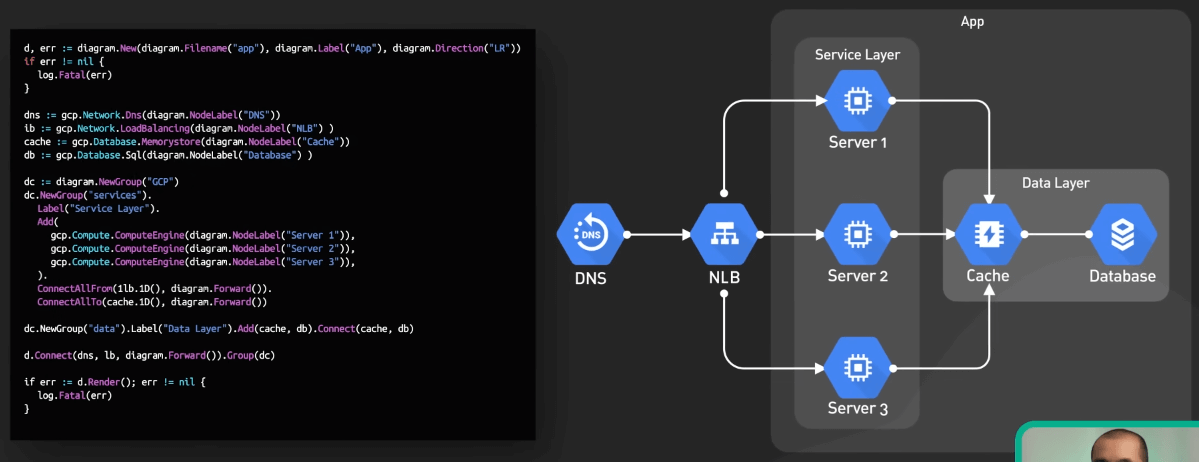 d, err := diagram.New(diagram.Filename("app"), diagram.Label("App"), diagram.Direction("LR"))
if err != nil {
log.Fatal(err)
}
dns := gcp.Network.Dns(diagram.NodeLabel("DNS"))
ib := gcp.Network.LoadBalancing(diagram.NodeLabel("NLB") )
cache := gcp.Database.Memorystore(diagram.NodeLabel("Cache"))
db := gcp.Database.Sql(diagram.NodeLabel("Database") )
dc := diagram.NewGroup("GCP")
dc.NewGroup("services").
Label("Service Layer").
Add(
gcp.Compute.ComputeEngine(diagram.NodeLabel("Server 1")),
gcp.Compute.ComputeEngine(diagram.NodeLabel("Server 2")),
gcp.Compute.ComputeEngine(diagram.NodeLabel("Server 3")),
).
ConnectAllFrom(1lb.1D(), diagram.Forward()).
ConnectAllTo(cache.1D(), diagram.Forward())
dc.NewGroup("data").Label("Data Layer").Add(cache, db).Connect(cache, db)
d.Connect(dns, lb, diagram.Forward()).Group(dc)
if err := d.Render(); err != nil {
log.Fatal(err)
}
App
Service Layer
Server 1
Data Layer
DNS
DNS
NLB
Server 2
Cache
Database
Server 3